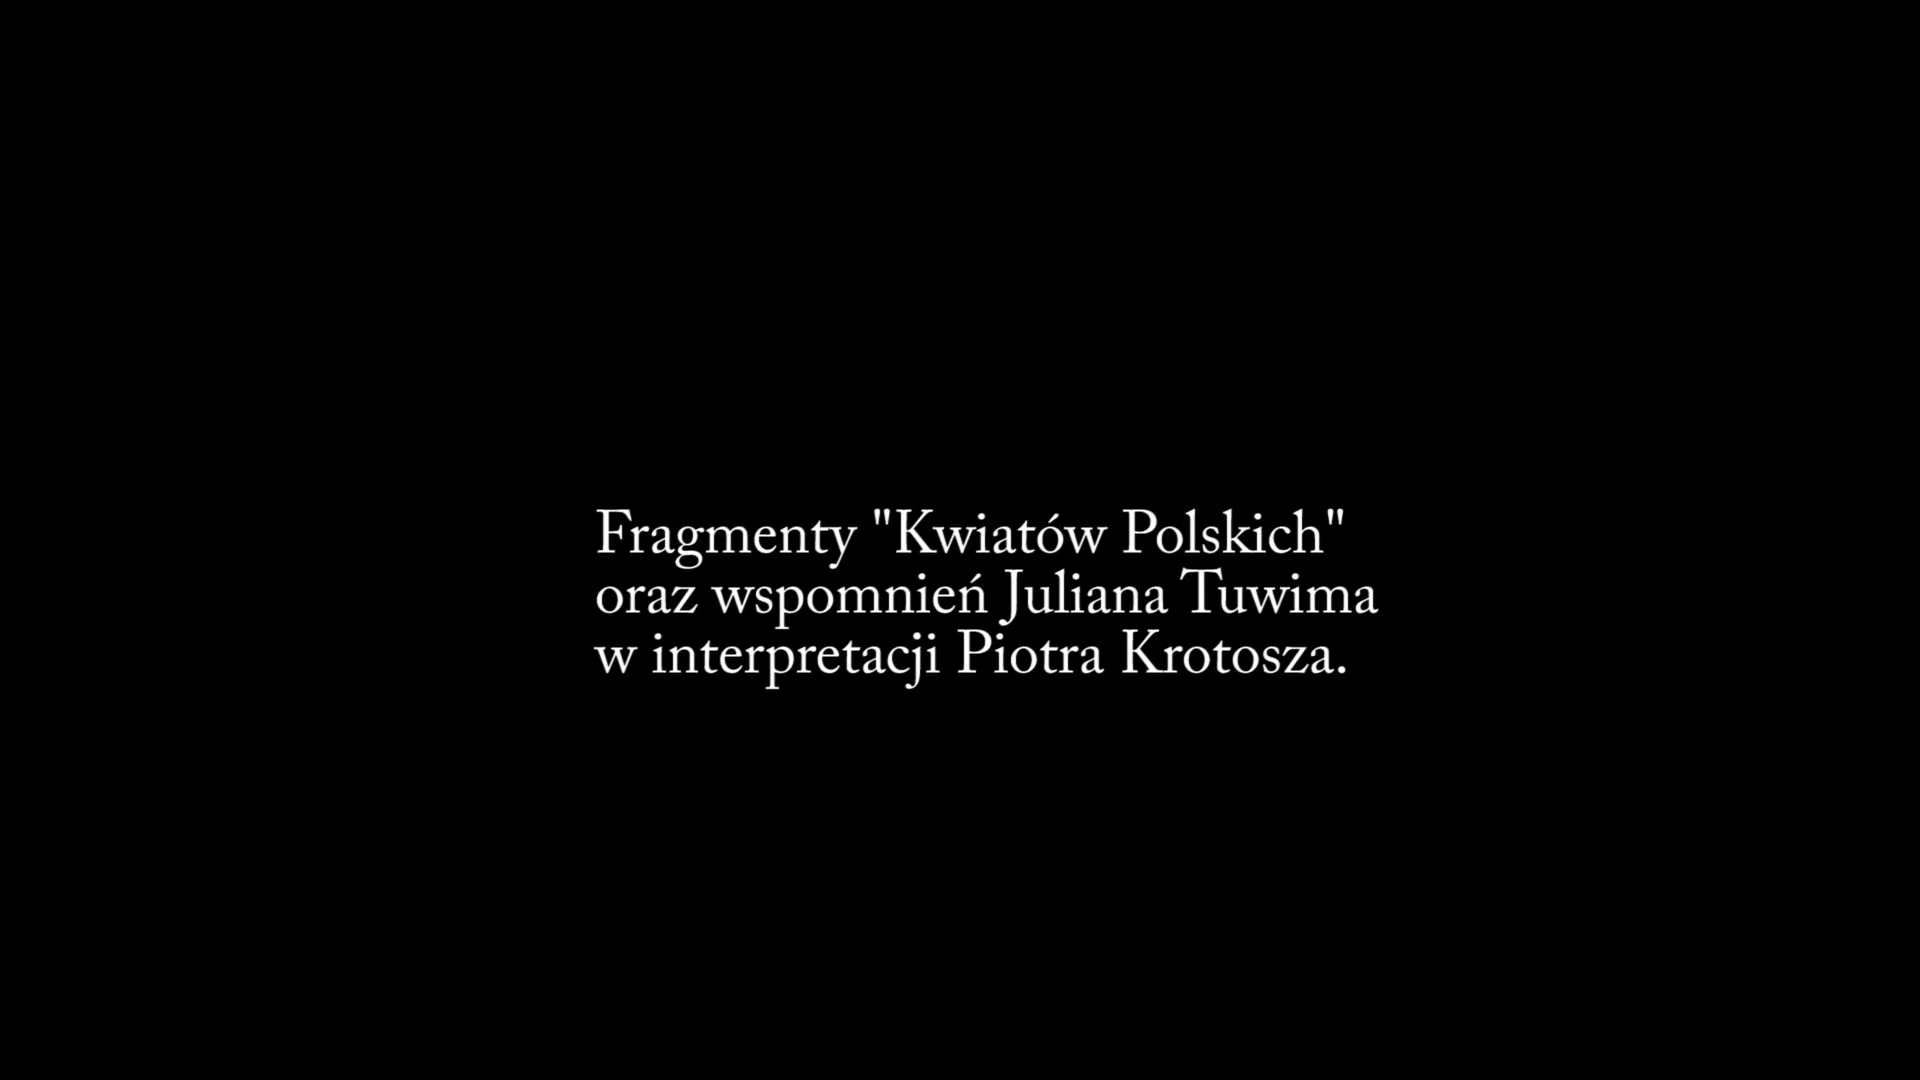 Fragmenty "Kwiatów Polskich"
oraz wspomnień Juliana Tuwima
w interpretacji Piotra Krotosza.